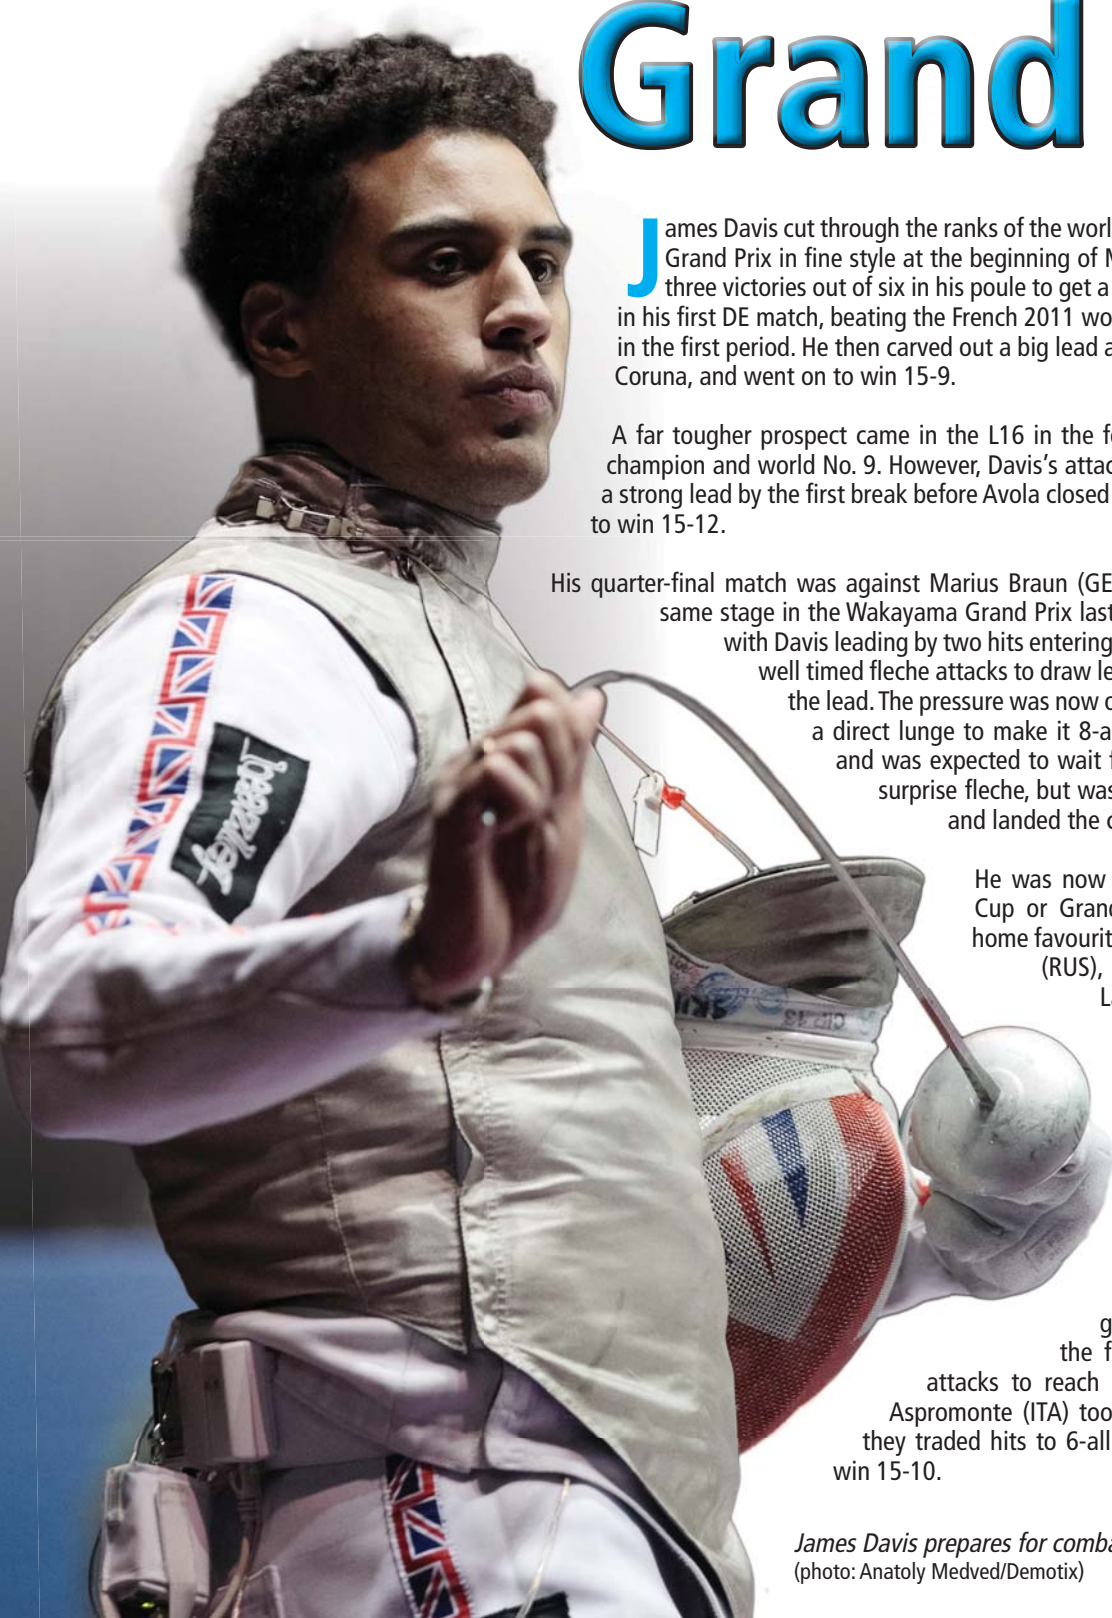 Grand
James Davis cut through the ranks of the worl
Grand Prix in fine style at the beginning of M
three victories out of six in his poule to get a
in his first DE match, beating the French 2011 wo
in the first period. He then carved out a big lead a
Coruna, and went on to win 15-9.
A far tougher prospect came in the L16 in the fo
champion and world No. 9. However, Davis's attac
a strong lead by the first break before Avola closed
to win 15-12.
His quarter-final match was against Marius Braun (GE
same stage in the Wakayama Grand Prix last
with Davis leading by two hits entering
well timed fleche attacks to draw le
the lead. The pressure was now o
a direct lunge to make it 8-a
and was expected to wait f
surprise fleche, but was
and landed the c
He was now
Cup or Grand
home favourit
(RUS),
La
g
the f
attacks to reach
Aspromonte (ITA) too
they traded hits to 6-all
win 15-10.
James Davis prepares for comba
(photo: Anatoly Medved/Demotix)
leonpaul